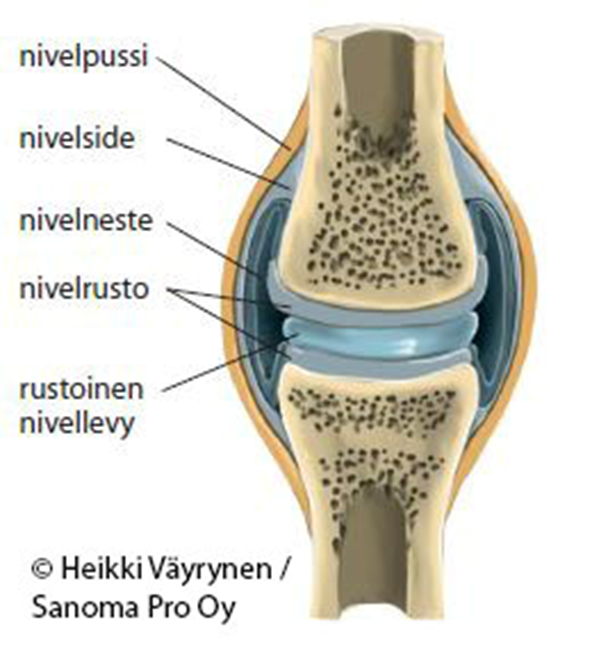 nivelpussi
nivelside
nivelneste
nivelrusto
rustoinen
nivellevy
© Heikki Väyrynen /
Sanoma Pro Oy